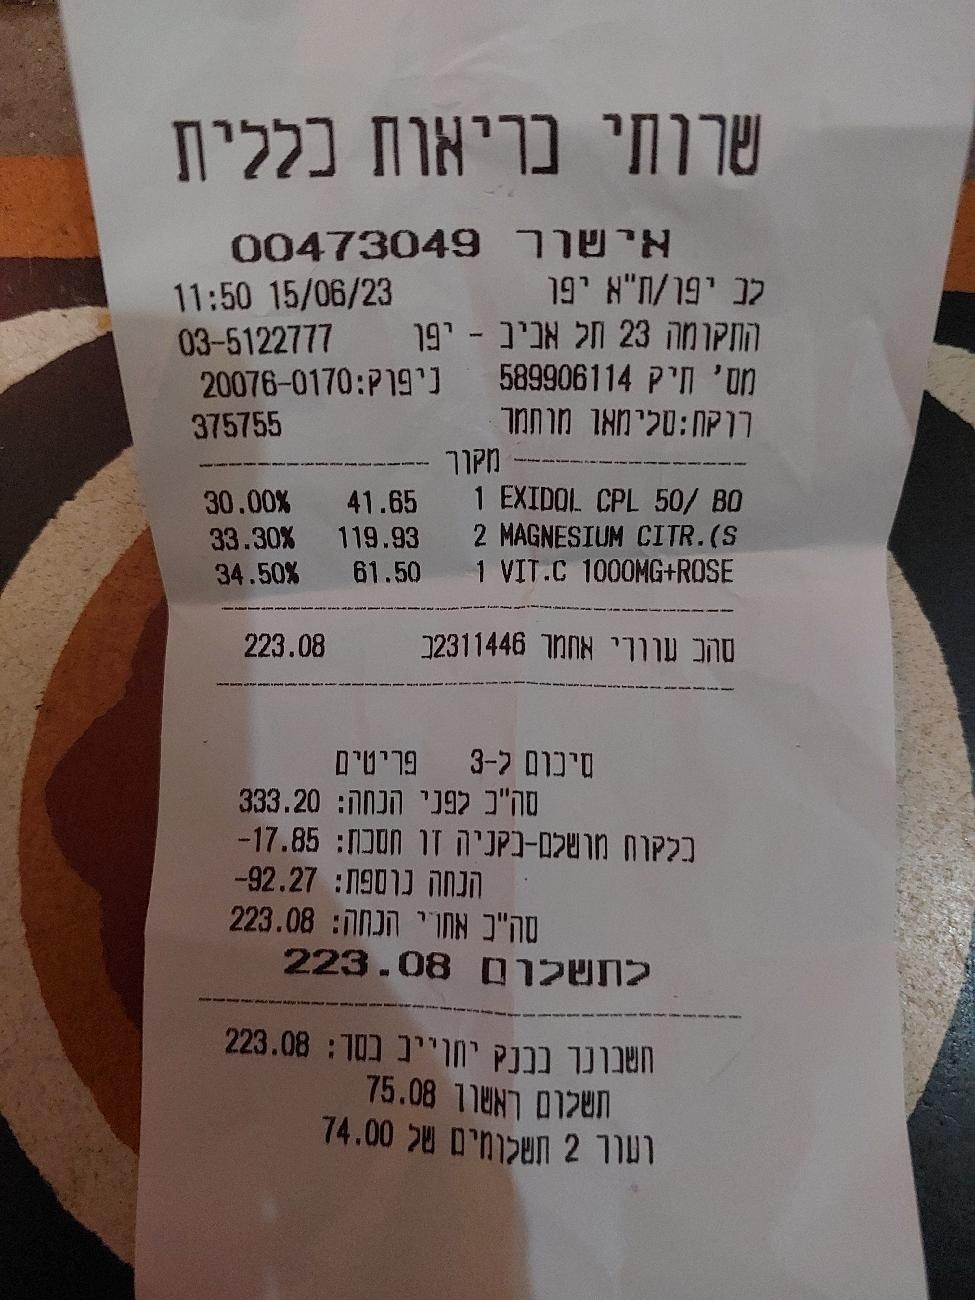 שרותי בריאות כללית
אישור 00473049
לב יפו/ת"א יפו 15/06/23 11:50
התקומה 23 תל אביב - יפו 03-5122777
מס' תיק 589906114 ניפוק:20076-0170
רוקח:סלימאן מוחמד 375755
מקור
EXIDOL CPL 50/ BO 1 41.65 30.00%
MAGNESIUM CITR.(S 2 119.93 33.30%
VIT.C 1000MG+ROSE 1 61.50 34.50%
סהכ ערודי אחמד 2311446כ 223.08
סיכום ל-3 פריטים
סה"כ לפני הנחה: 333.20
כלקוח מושלם-בקניה זו חסכת: -17.85
הנחה נוספת: -92.27
סה"כ אחרי הנחה: 223.08
לתשלום 223.08
חשבונך בבנק יחוייב בסך: 223.08
תשלום ראשון 75.08
ועוד 2 תשלומים של 74.00